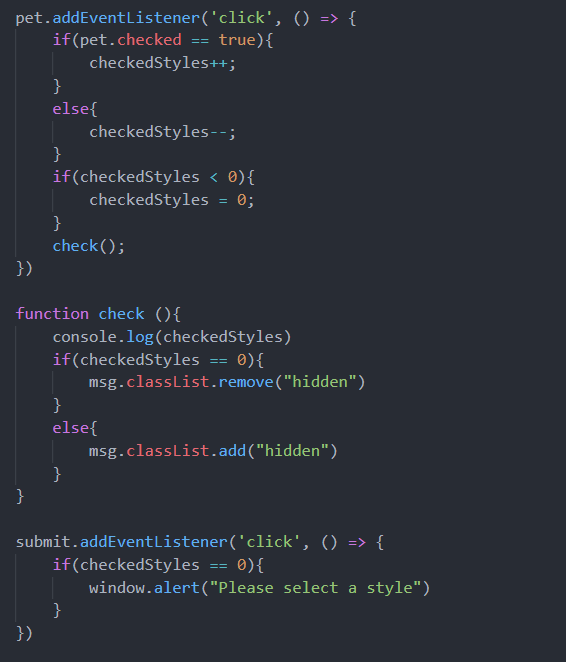 pet.addEventListener('click', () => {
    if(pet.checked == true){
        checkedStyles++;
    }
    else{
        checkedStyles--;
    }
    if(checkedStyles < 0){
        checkedStyles = 0;
    }
    check();
})

function check (){
    console.log(checkedStyles)
    if(checkedStyles == 0){
        msg.classList.remove("hidden")
    }
    else{
        msg.classList.add("hidden")
    }
}

submit.addEventListener('click', () => {
    if(checkedStyles == 0){
        window.alert("Please select a style")
    }
})